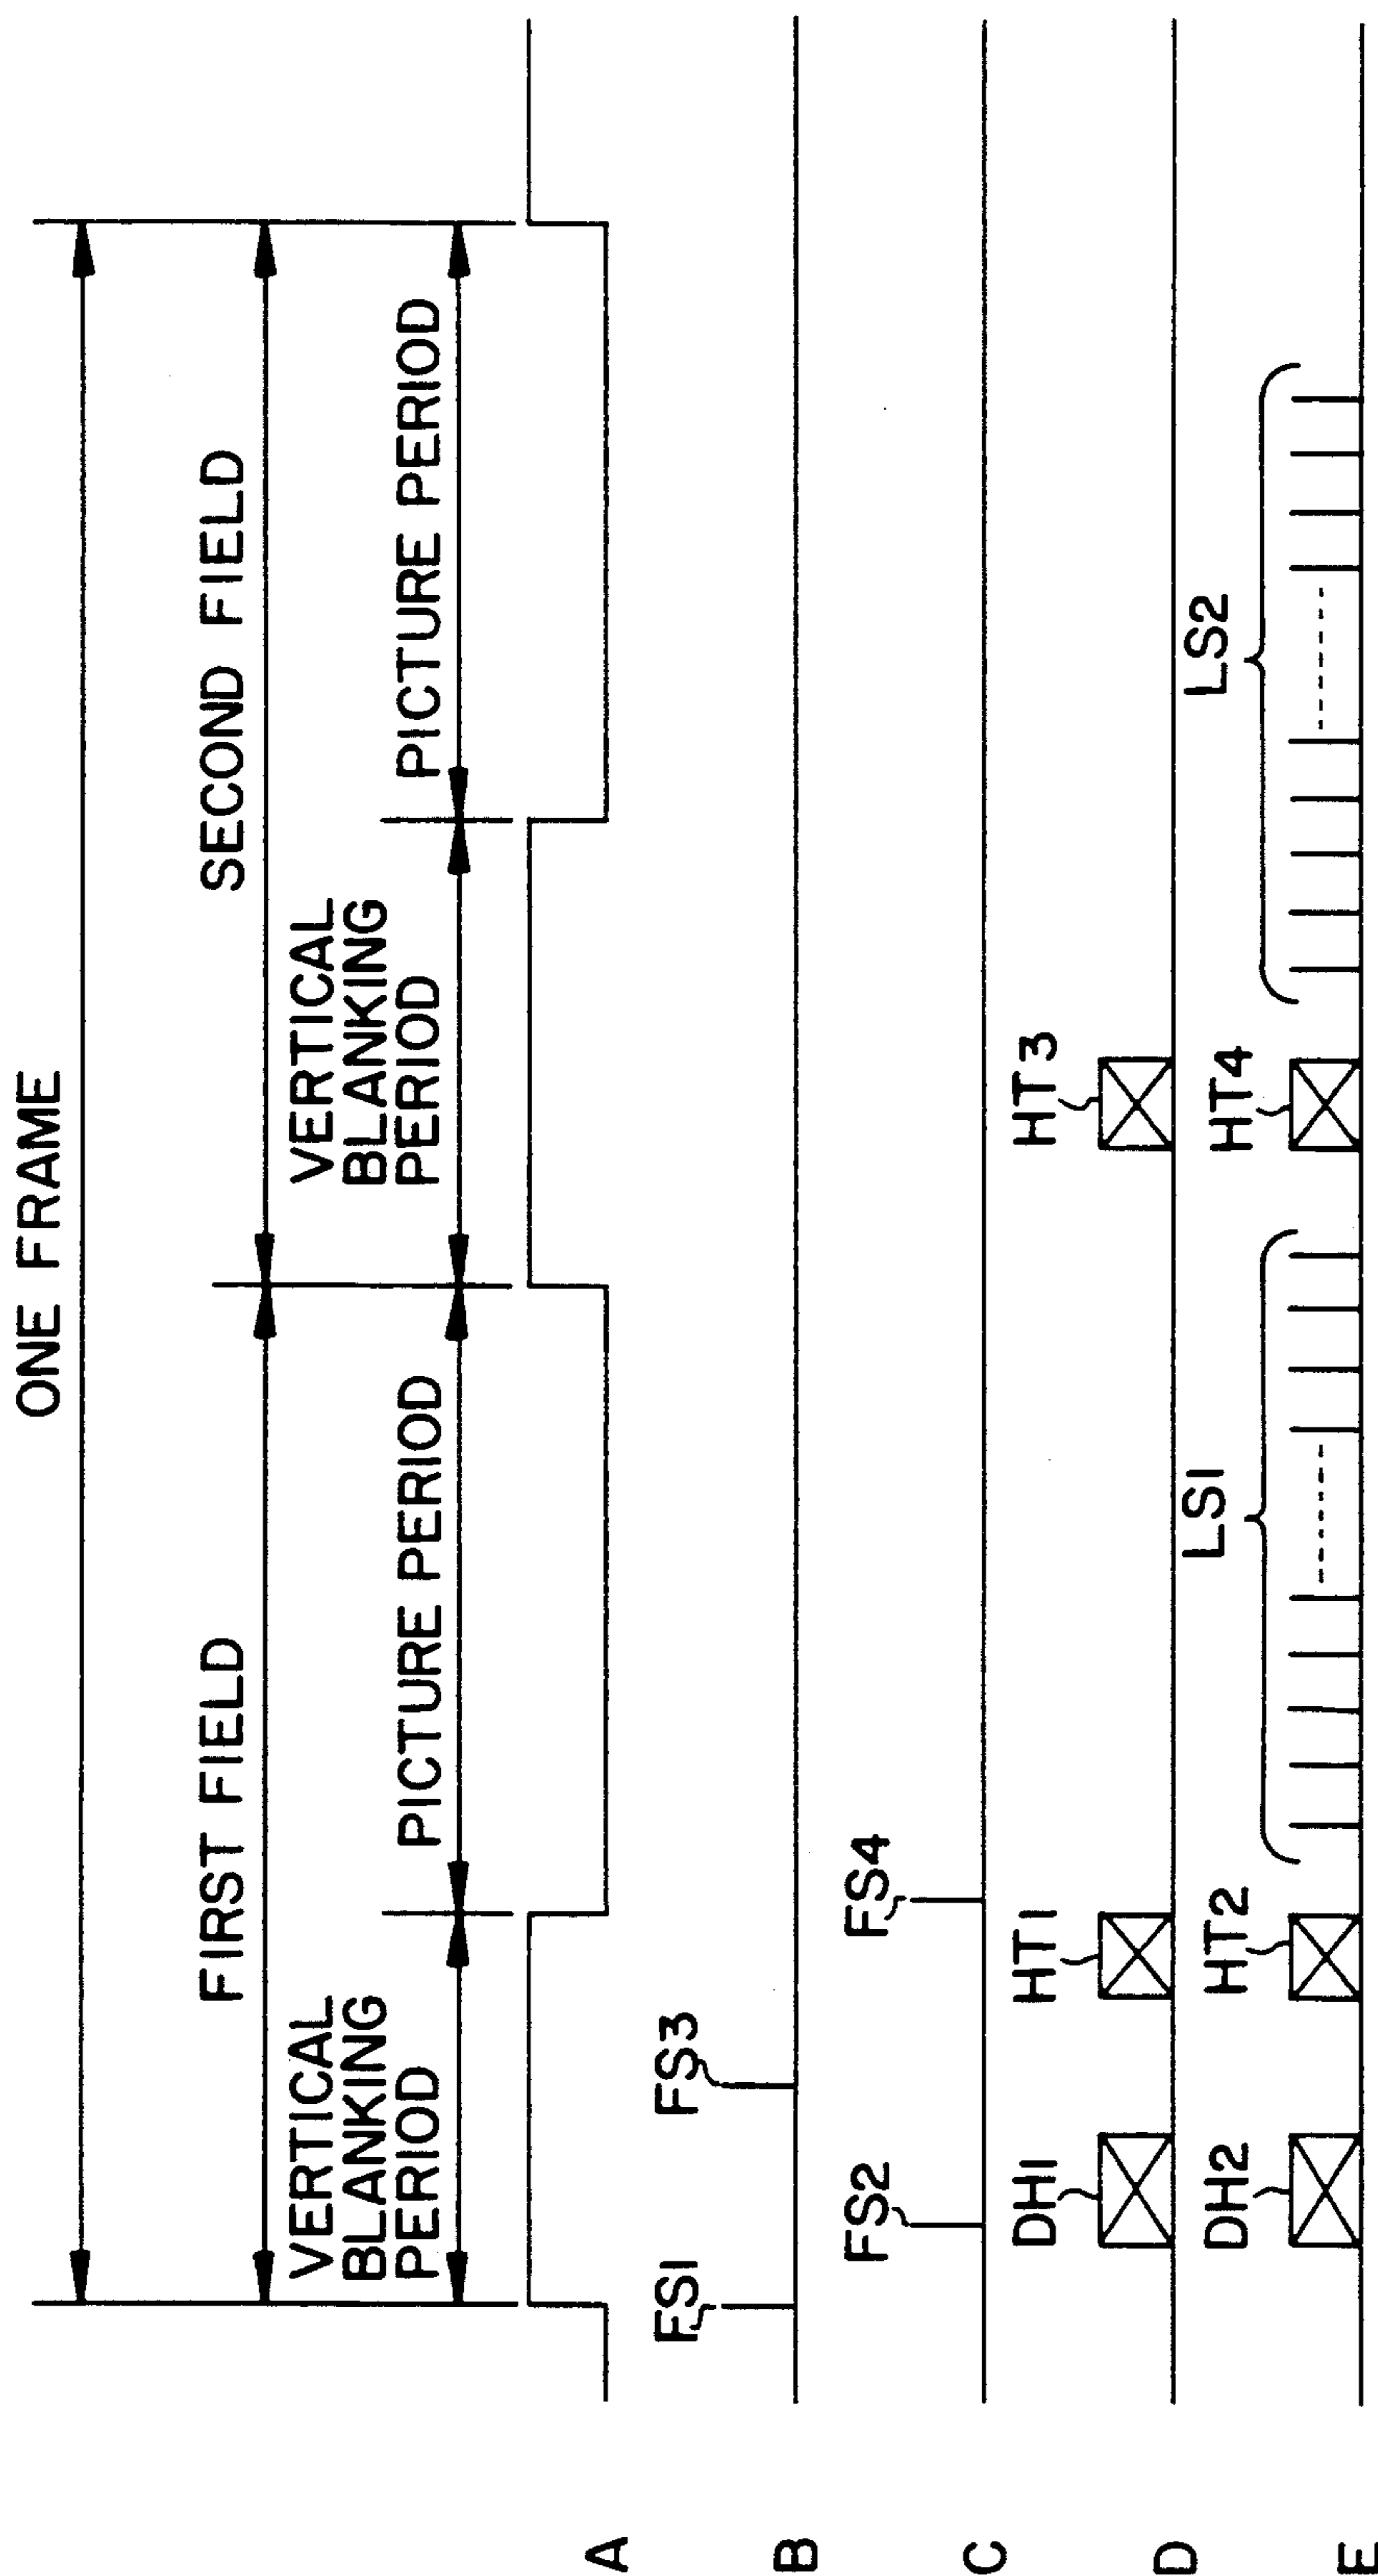 ONE FRAME
FIRST FIELD
SECOND FIELD
VERTICAL
BLANKING
PERIOD
PICTURE PERIOD
VERTICAL
BLANKING
PERIOD
PICTURE PERIOD
A
B
FS1
FS3
C
FS2
FS4
D
DH1
HT1
HT3
E
DH2
HT2
LS1
HT4
LS2